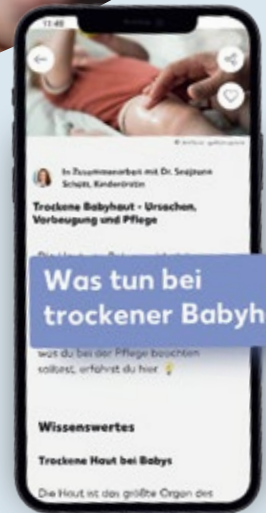 11:48
In Zusammenarbeit mit Dr.
Schütt, Kinderärztin
Trockene Babyhaut - Ursachen,
Vorbeugung und Pflege
Was tun bei
trockener Babyh
was du bei der Pflege beachten
solltest, erfährst du hier 💡
Wissenswertes
Trockene Haut bei Babys
Die Haut ist das größte Organ des